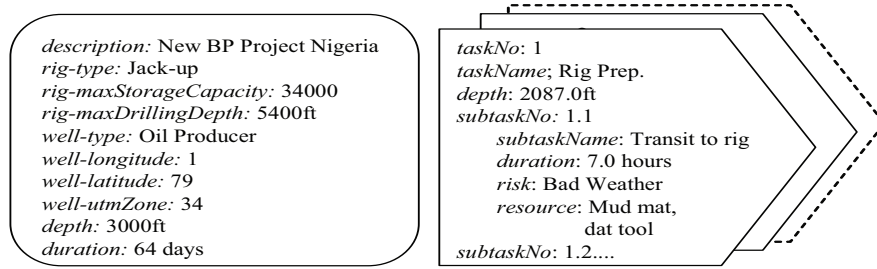 description: New BP Project Nigeria
rig-type: Jack-up
rig-maxStorageCapacity: 34000
rig-maxDrillingDepth: 5400ft
well-type: Oil Producer
well-longitude: 1
well-latitude: 79
well-utmZone: 34
depth: 3000ft
duration: 64 days
taskNo: 1
taskName; Rig Prep.
depth: 2087.0ft
subtaskNo: 1.1
subtaskName: Transit to rig
duration: 7.0 hours
risk: Bad Weather
resource: Mud mat,
dat tool
subtaskNo: 1.2....